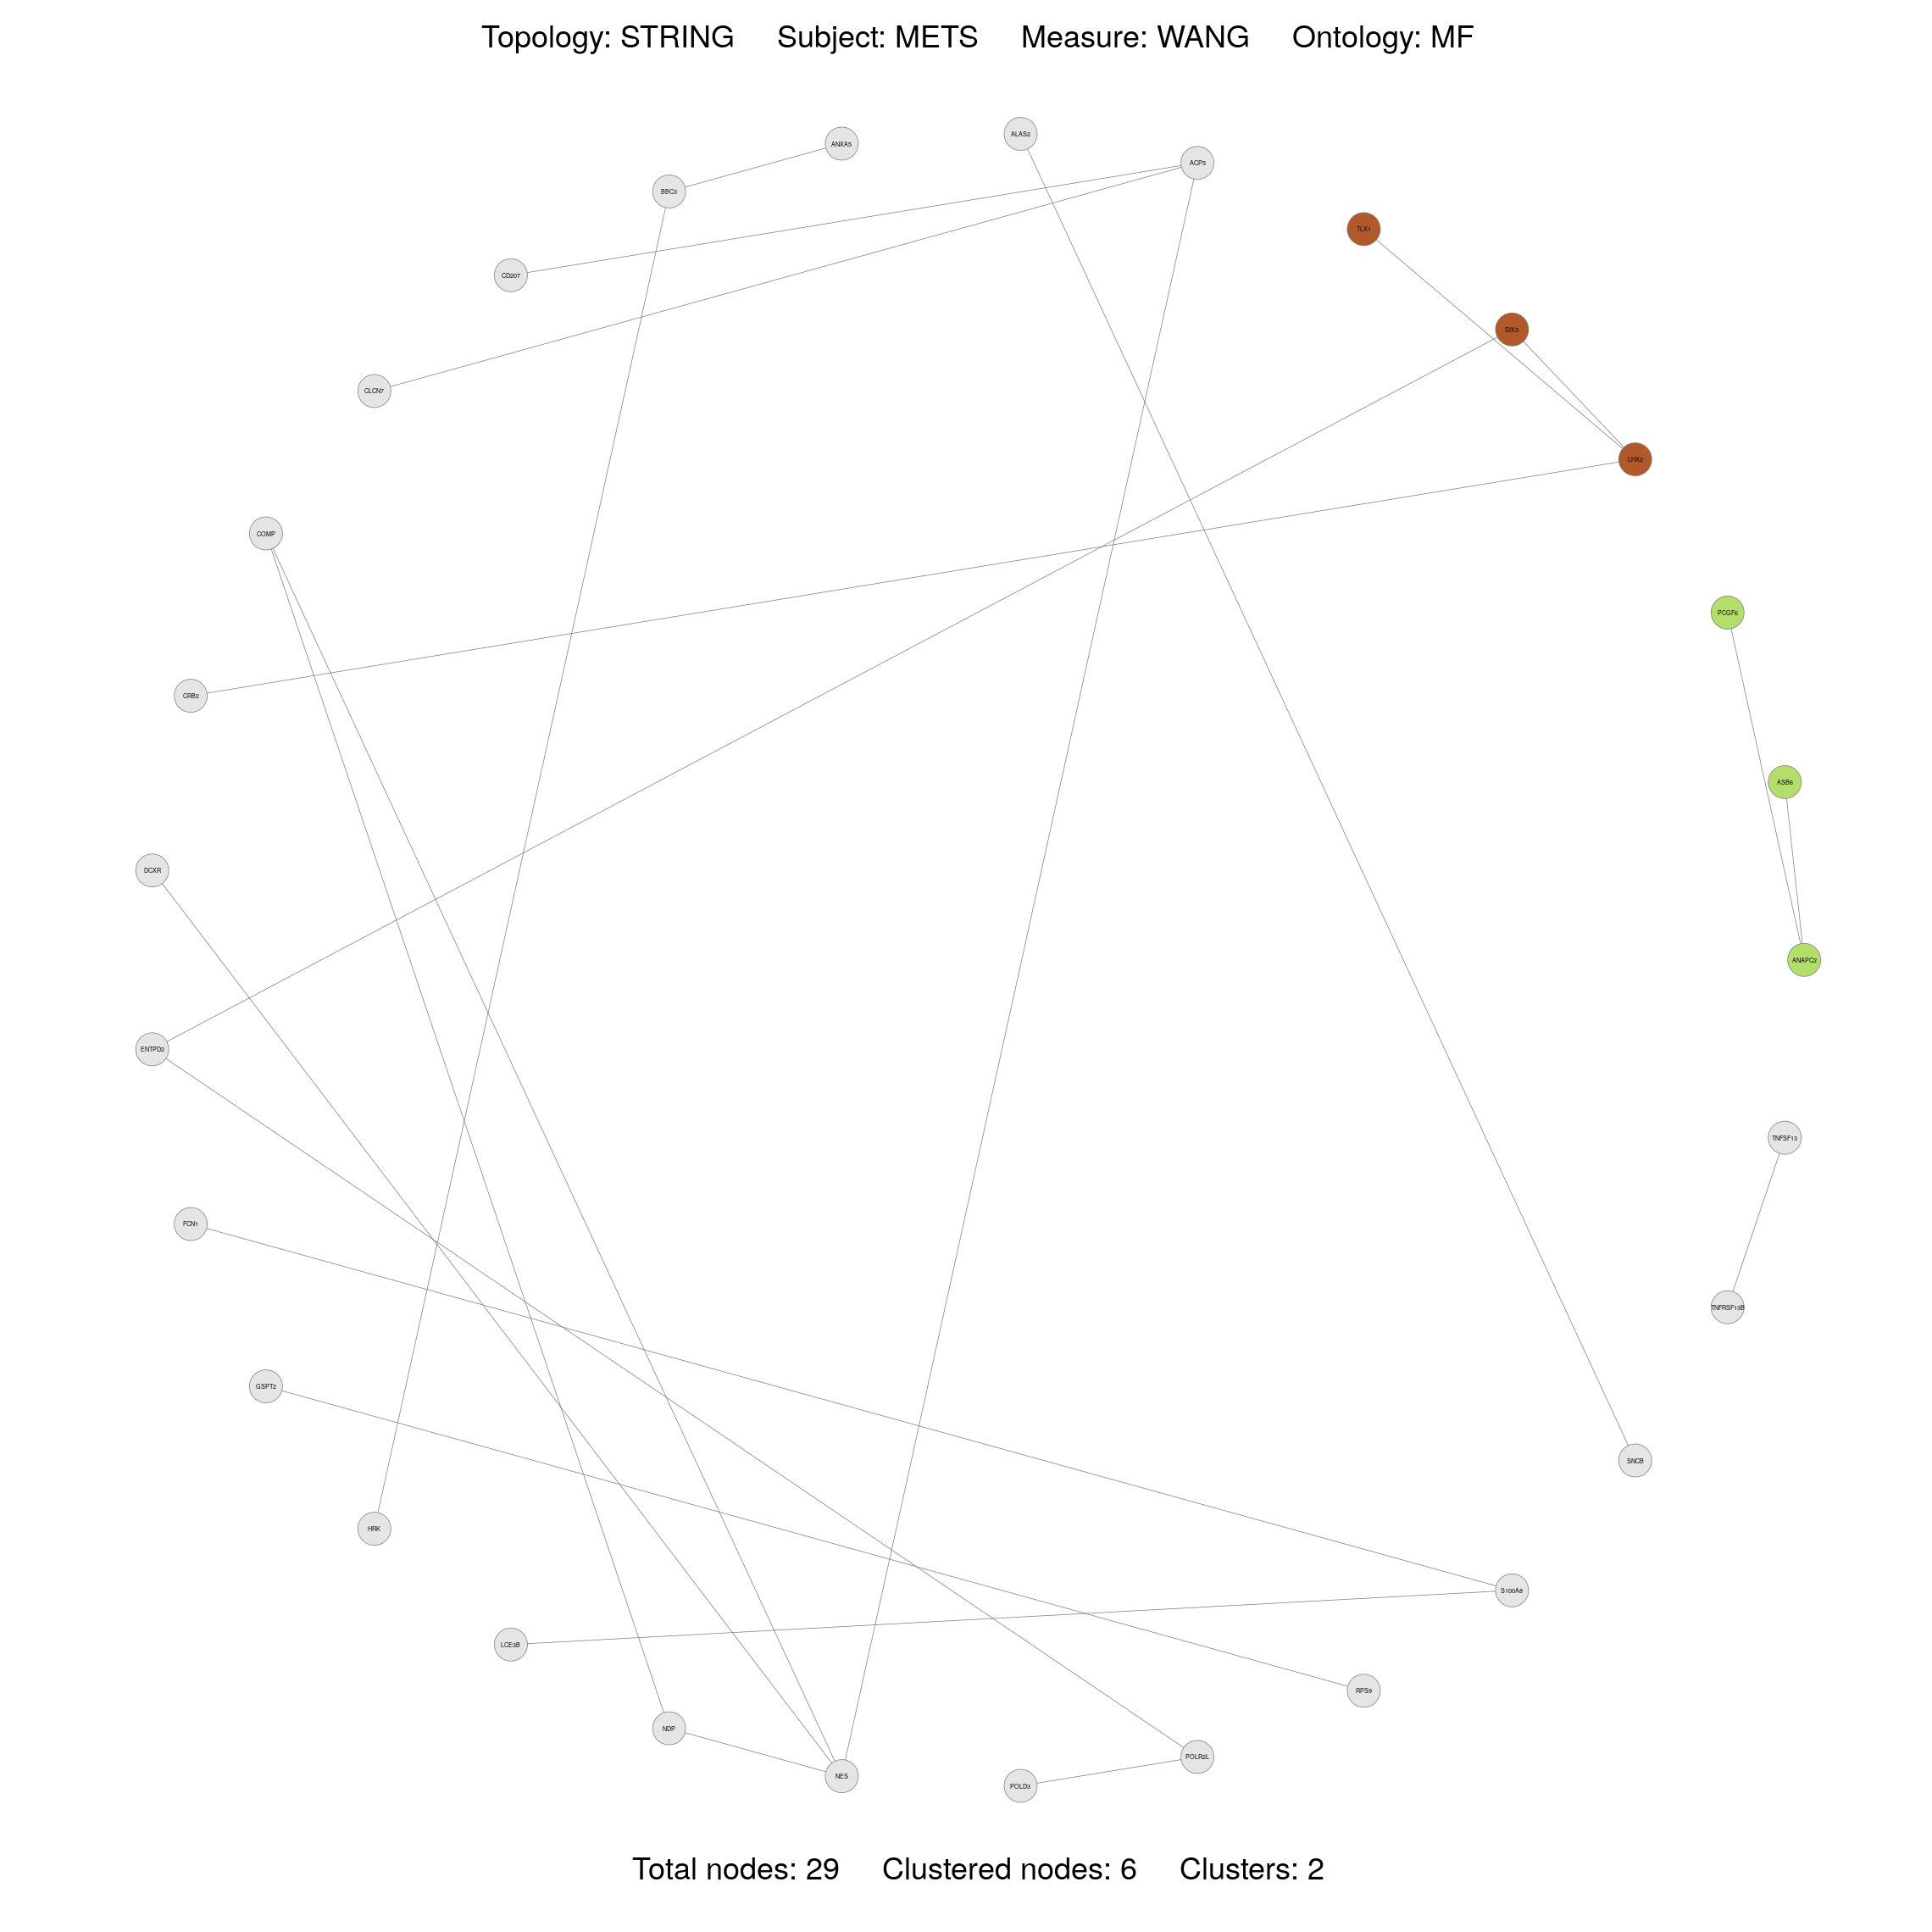 Topology: STRING Subject: METS Measure: WANG Ontology: MF
ALAS2
ANXA5
ACP5
BBC3
TLX1
CD207
SIX3
CLCN7
LHX2
COMP
PCGF6
CRB2
ASB6
DCXR
ANAPC2
ENTPD2
TNFSF13
FCN1
TNFRSF13B
GSPT2
SNCB
HRK
S100A8
LCE3B
RPS9
NDP
POLR2L
NES
POLD3
Total nodes: 29 Clustered nodes: 6 Clusters: 2